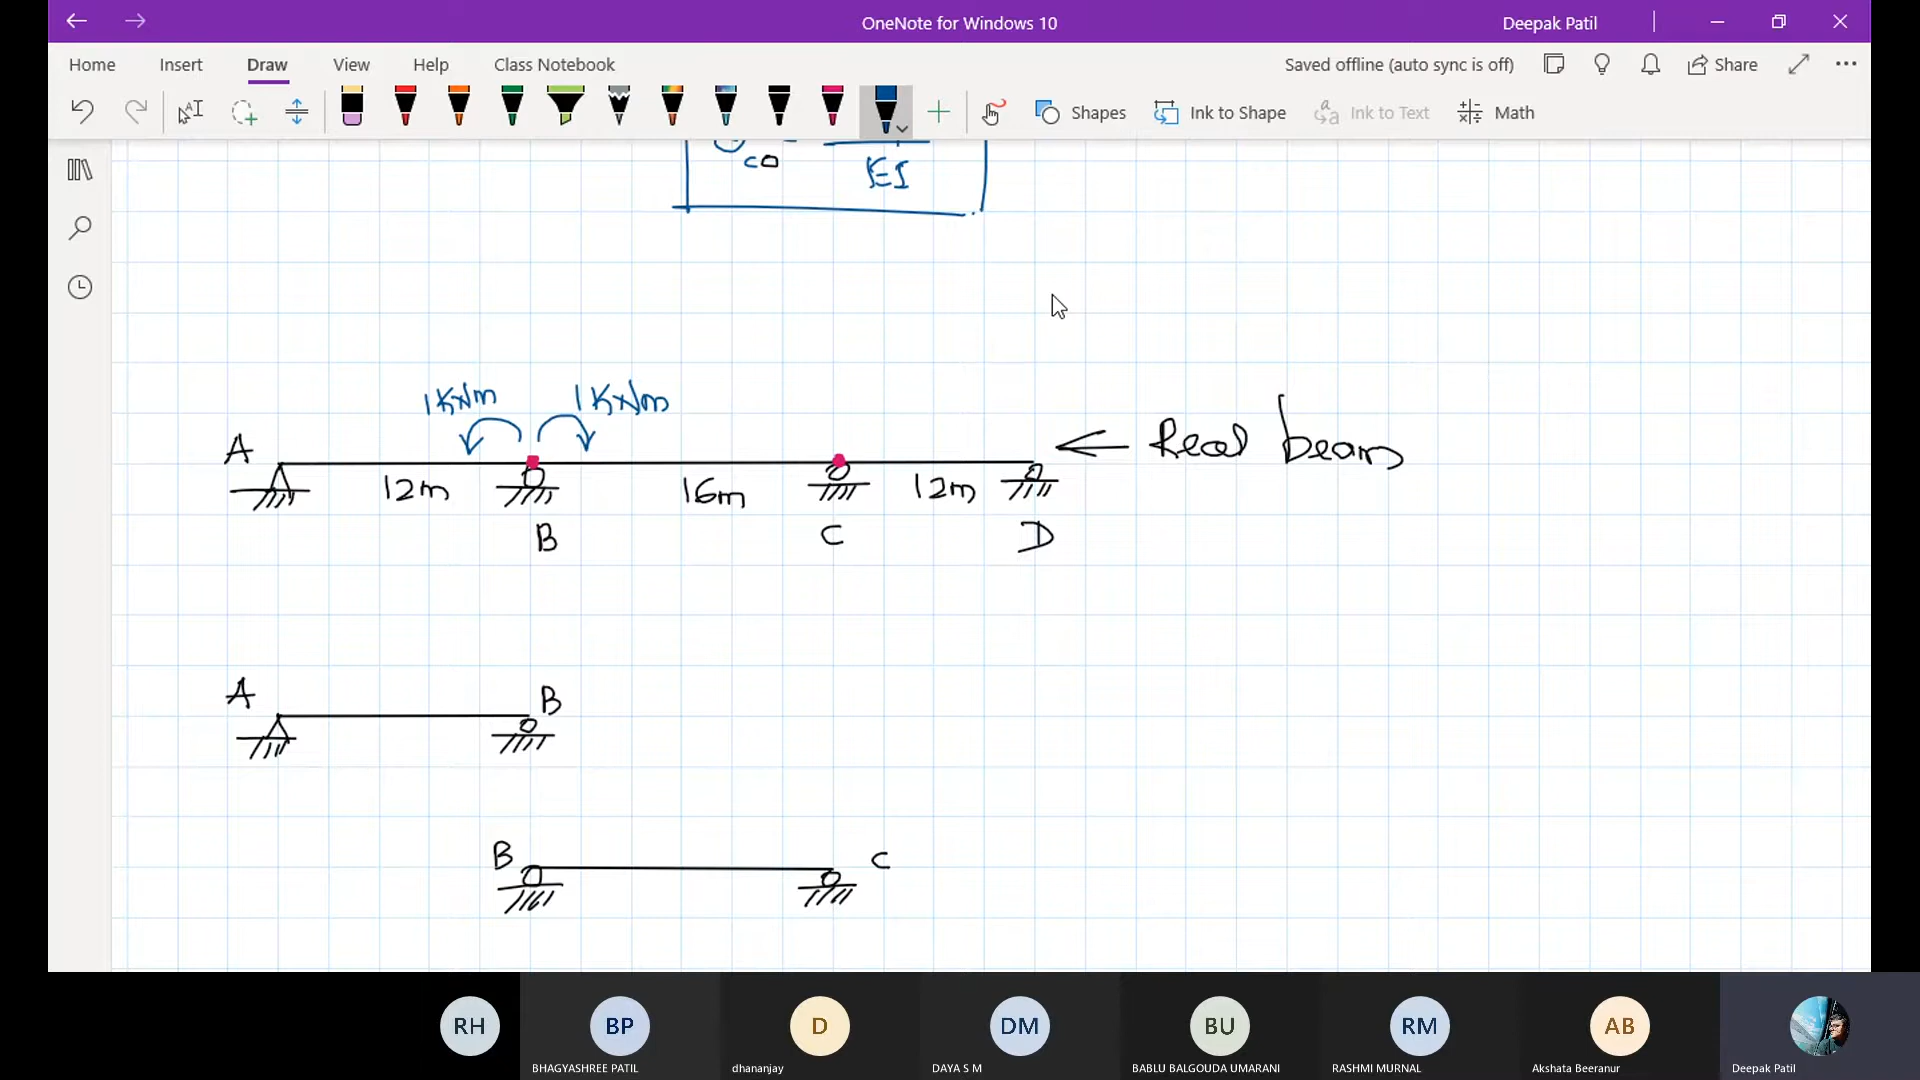 OneNote for Windows 10
Deepak Patil
Home Insert Draw View Help Class Notebook
Saved offline (auto sync is off) Share
Shapes Ink to Shape Ink to Text Math
CD EI
1KNm 1KNm
A ← Real beam
12m 16m 12m
B C D
A B
B C
RH BP D DM BU RM AB
BHAGYASHREE PATIL dhananjay DAYA S M BABLU BALGOUDA UMARANI RASHMI MURNAL Akshata Beeranur Deepak Patil